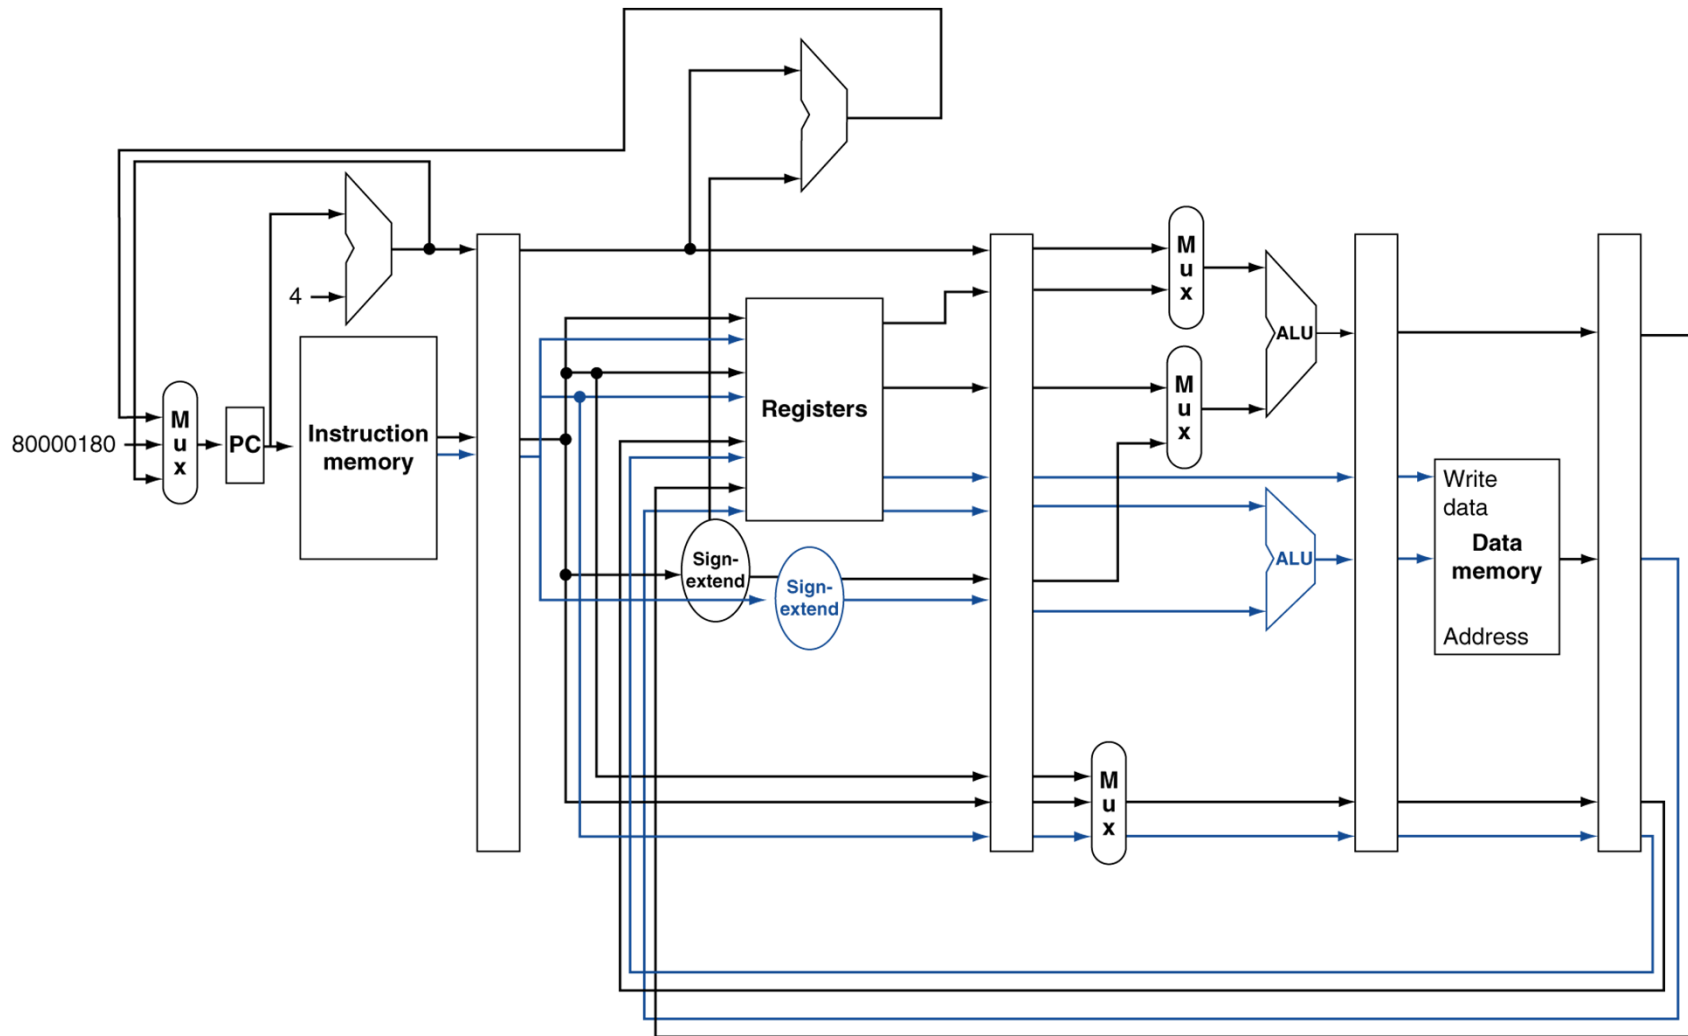 4
80000180
M
u
x
PC
Instruction
memory
Registers
Sign-
extend
Sign-
extend
M
u
x
M
u
x
ALU
ALU
M
u
x
Write
data
Data
memory
Address